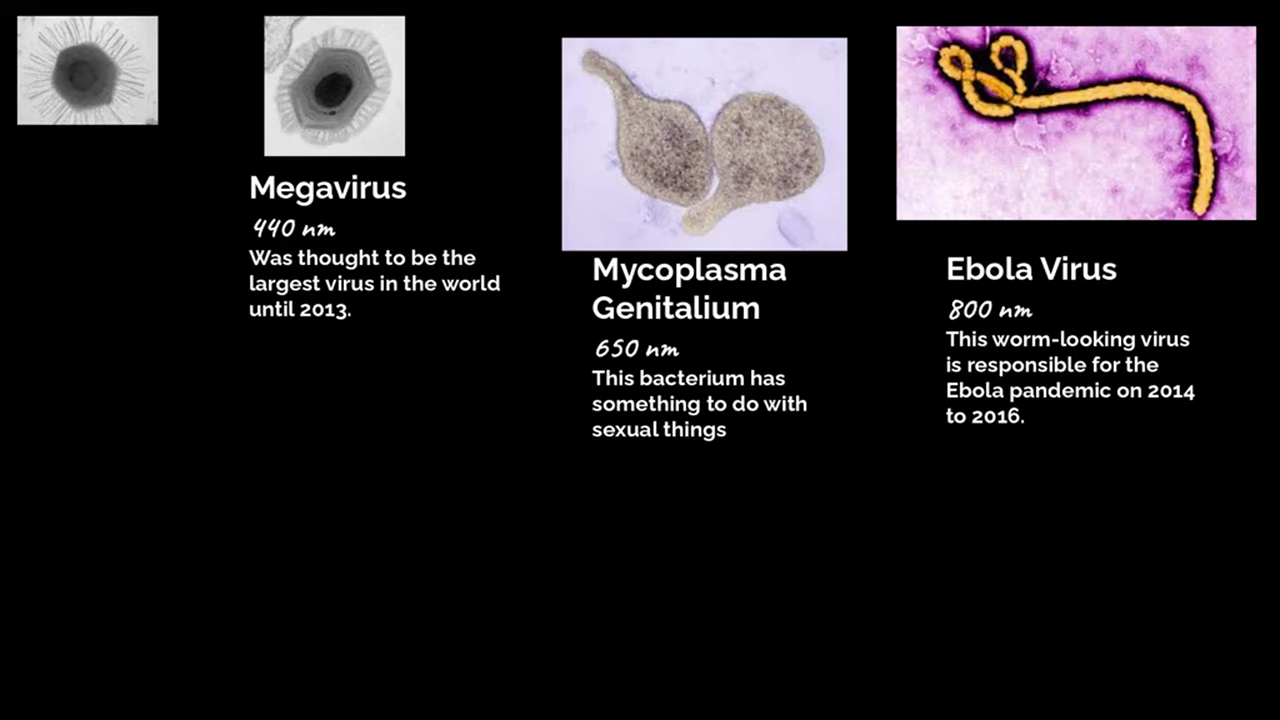 Megavirus
440 nm
Was thought to be the
largest virus in the world
until 2013.
Mycoplasma
Genitalium
650 nm
This bacterium has
something to do with
sexual things
Ebola Virus
800 nm
This worm-looking virus
is responsible for the
Ebola pandemic on 2014
to 2016.